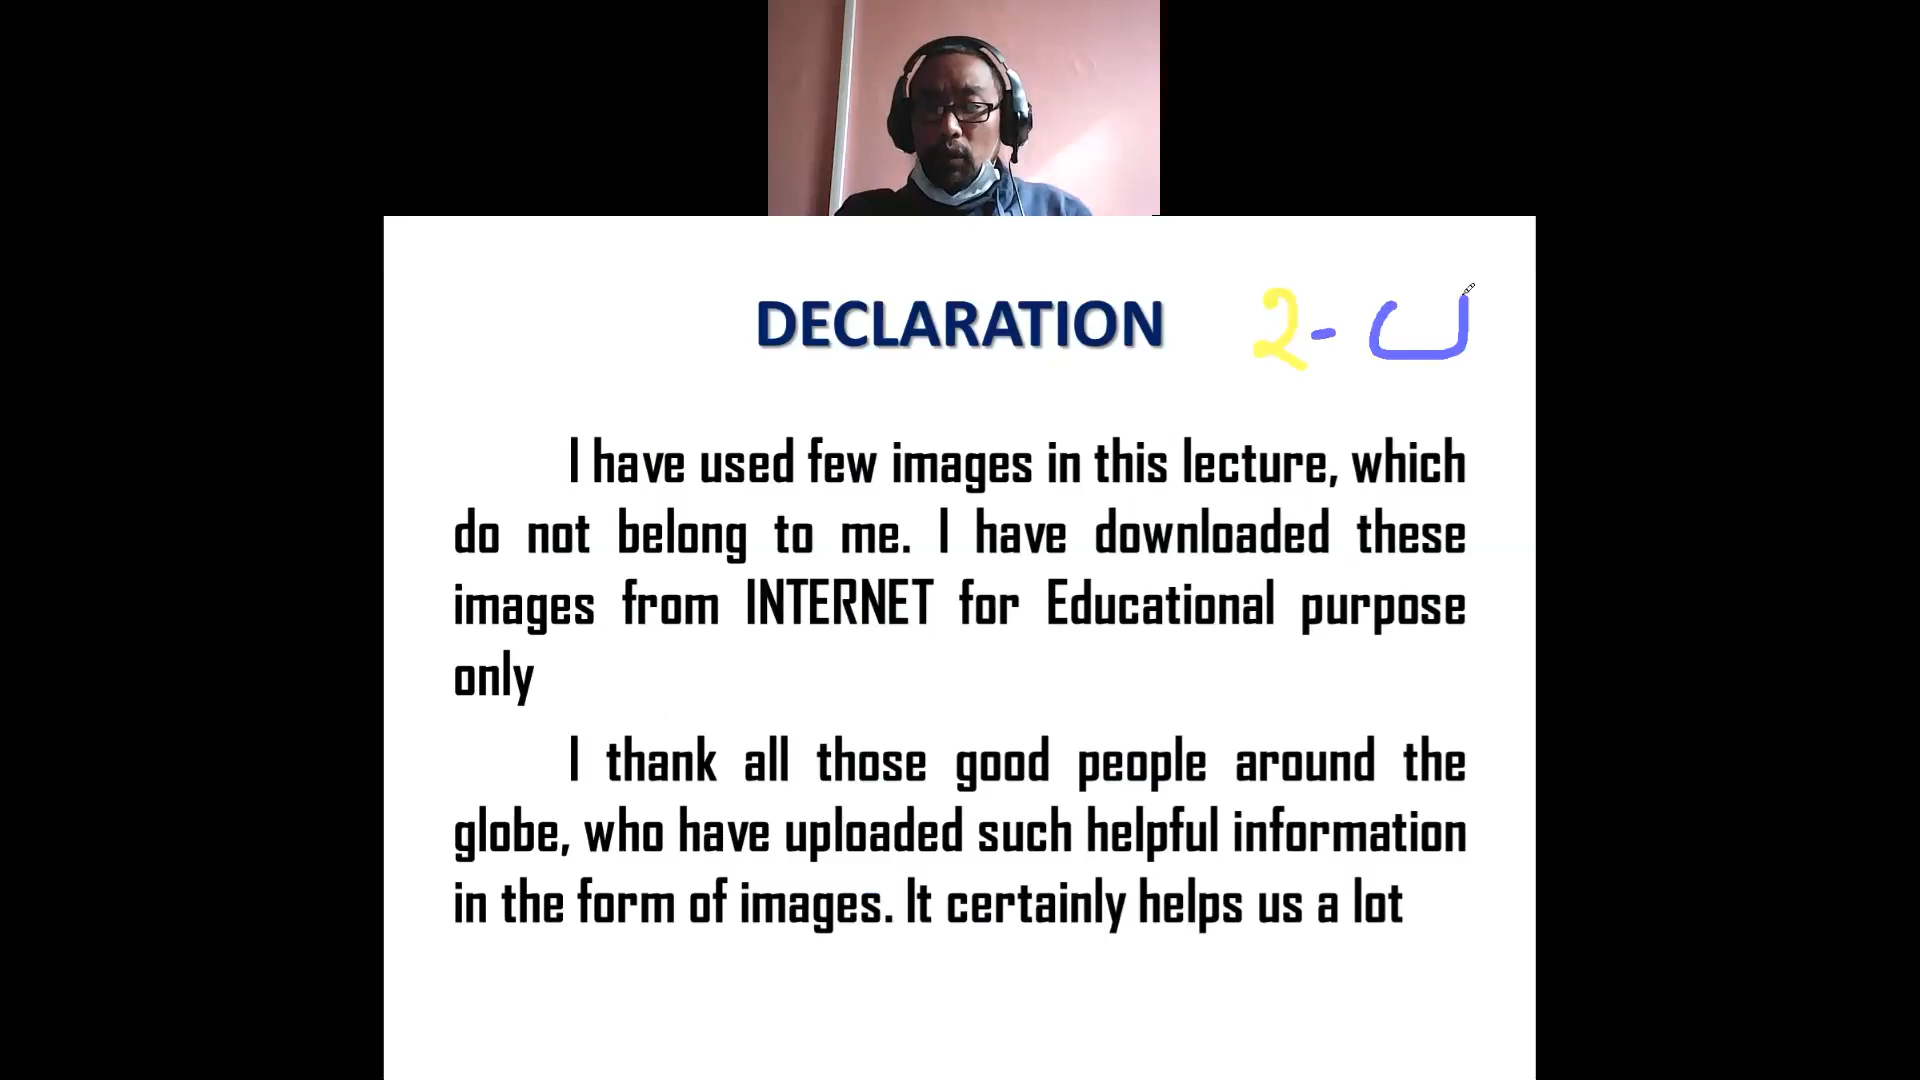 DECLARATION 2-
I have used few images in this lecture, which
do not belong to me. I have downloaded these
images from INTERNET for Educational purpose
only
I thank all those good people around the
globe, who have uploaded such helpful information
in the form of images. It certainly helps us a lot